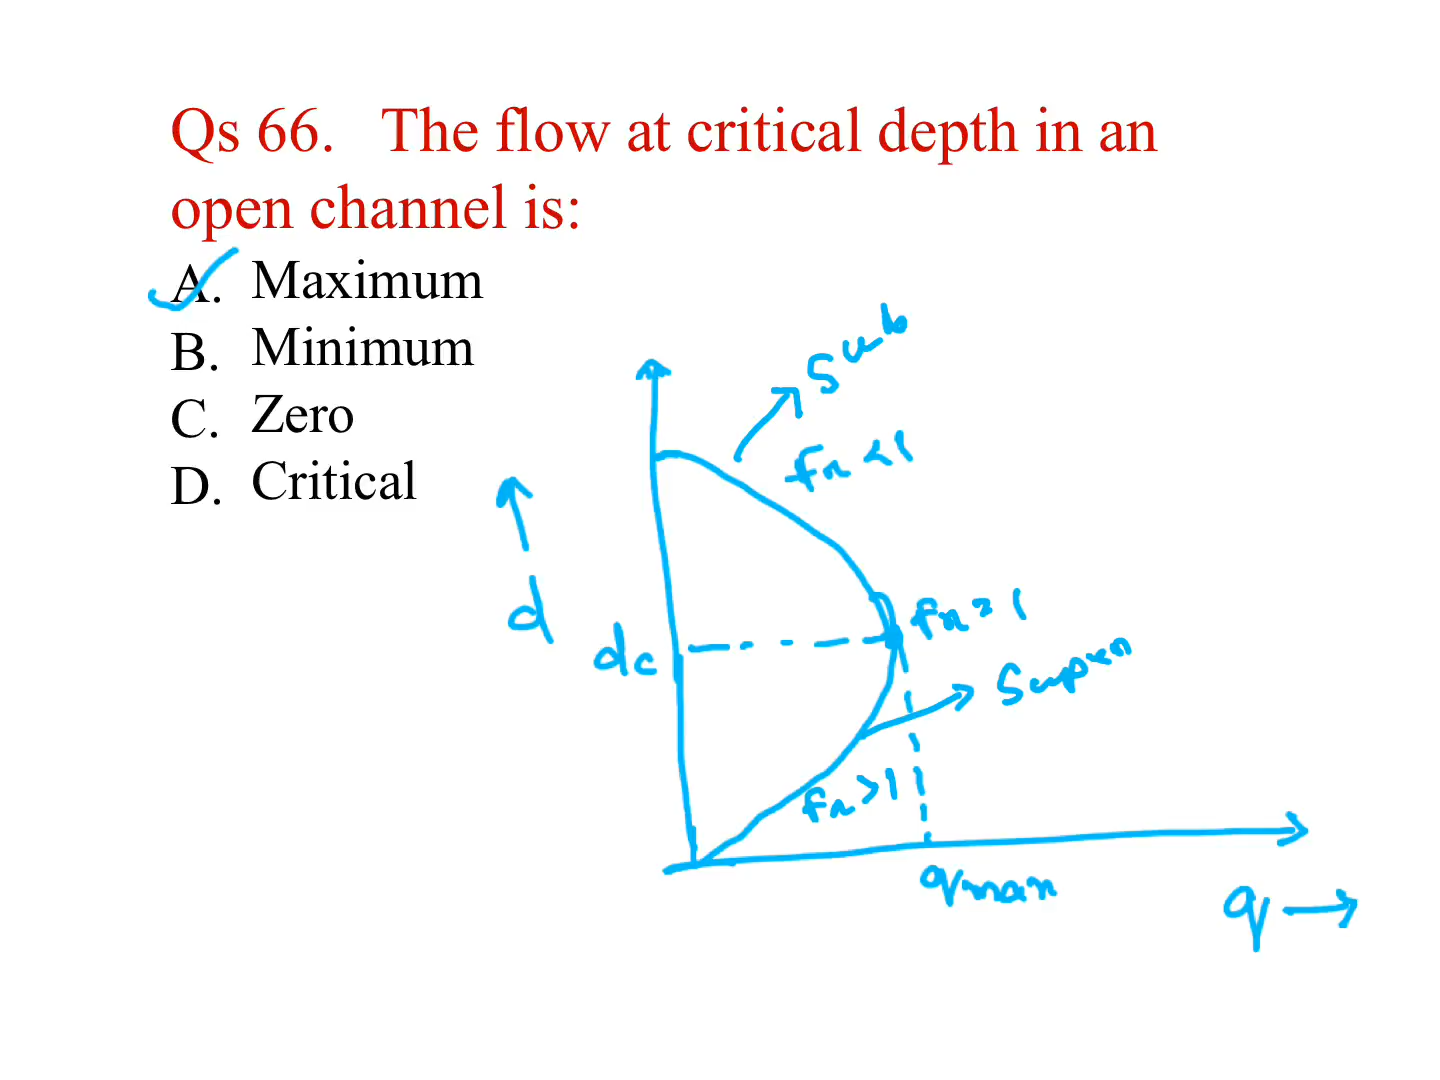 Qs 66. The flow at critical depth in an
open channel is:
A. Maximum
B. Minimum
C. Zero
D. Critical
Sub
fr < 1
d
dc
fr = 1
Super
fr > 1
qmax
q